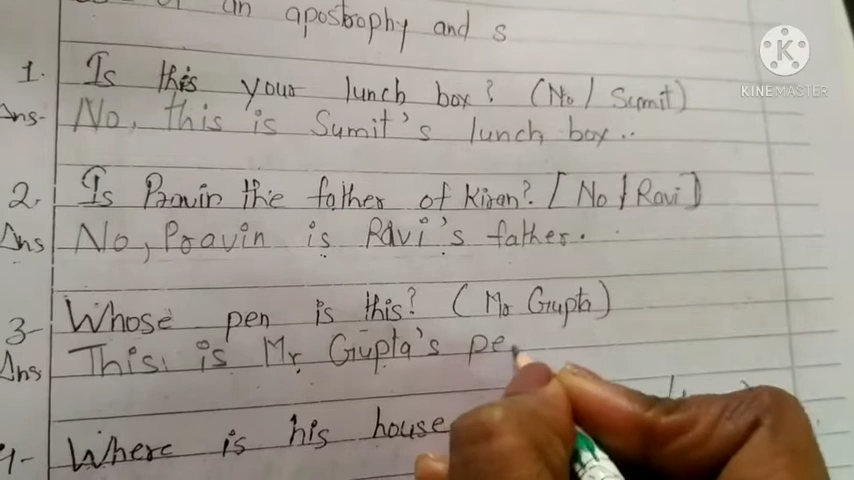 an apostrophy and s
1. Is this your lunch box? (No / Sumit)
Ans- No, this is Sumit's lunch box..
2. Is Pravin the father of Kiran? [No / Ravi]
Ans No, Pravin is Ravi's father.
3- Whose pen is this? (Mr Gupta)
Ans This is Mr Gupta's pe
4- Where is his house
KINEMASTER